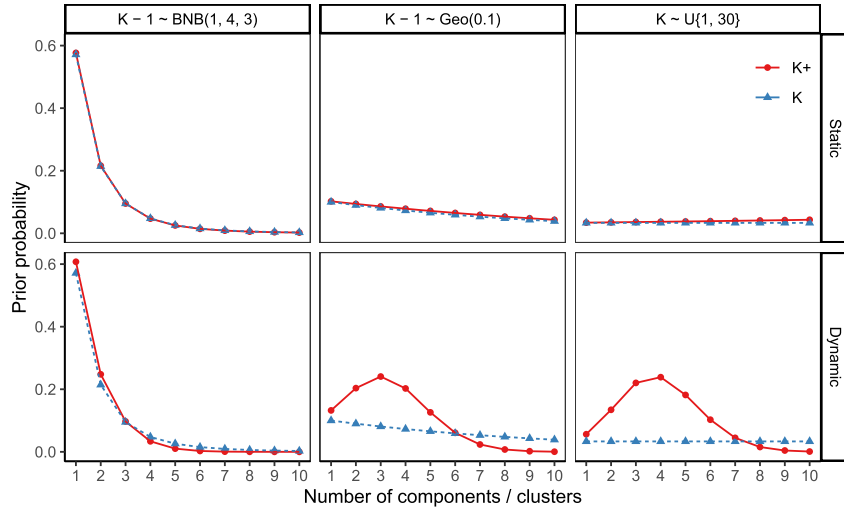 K − 1 ~ BNB(1, 4, 3)
K − 1 ~ Geo(0.1)
K ~ U{1, 30}
0.6
0.4
0.2
0.0
K+
K
Static
0.6
0.4
0.2
0.0
Dynamic
Prior probability
1 2 3 4 5 6 7 8 9 10
1 2 3 4 5 6 7 8 9 10
1 2 3 4 5 6 7 8 9 10
Number of components / clusters